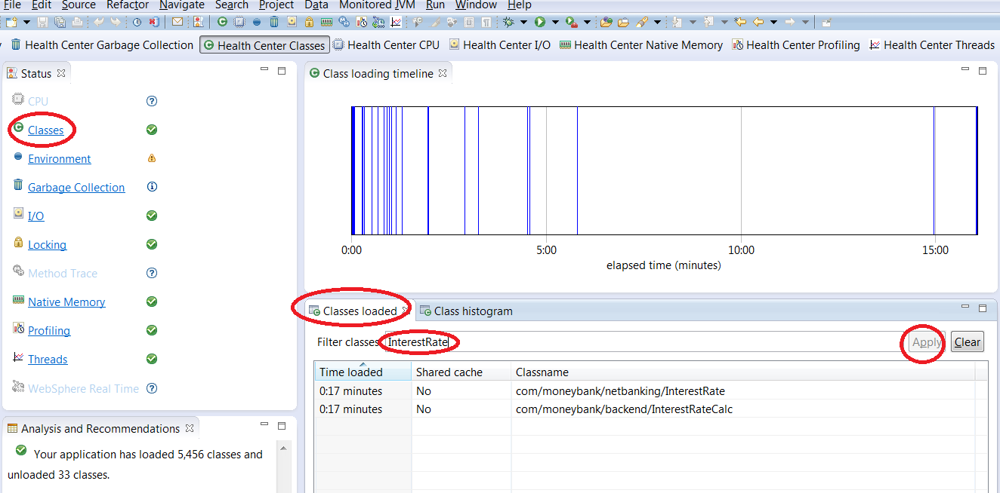 File Edit Source Refactor Navigate Search Project Data Monitored JVM Run Window Help
Health Center Garbage Collection Health Center Classes Health Center CPU Health Center I/O Health Center Native Memory Health Center Profiling Health Center Threads
Status
CPU
Classes
Environment
Garbage Collection
I/O
Locking
Method Trace
Native Memory
Profiling
Threads
WebSphere Real Time
Analysis and Recommendations
Your application has loaded 5,456 classes and
unloaded 33 classes.
Class loading timeline
0:00 5:00 10:00 15:00
elapsed time (minutes)
Classes loaded Class histogram
Filter classes InterestRate Apply Clear
Time loaded Shared cache Classname
0:17 minutes No com/moneybank/netbanking/InterestRate
0:17 minutes No com/moneybank/backend/InterestRateCalc